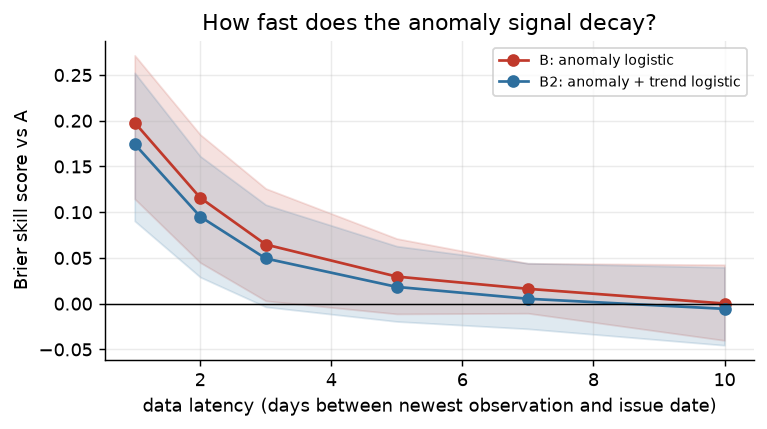 How fast does the anomaly signal decay?
B: anomaly logistic
B2: anomaly + trend logistic
Brier skill score vs A
0.25
0.20
0.15
0.10
0.05
0.00
−0.05
2 4 6 8 10
data latency (days between newest observation and issue date)